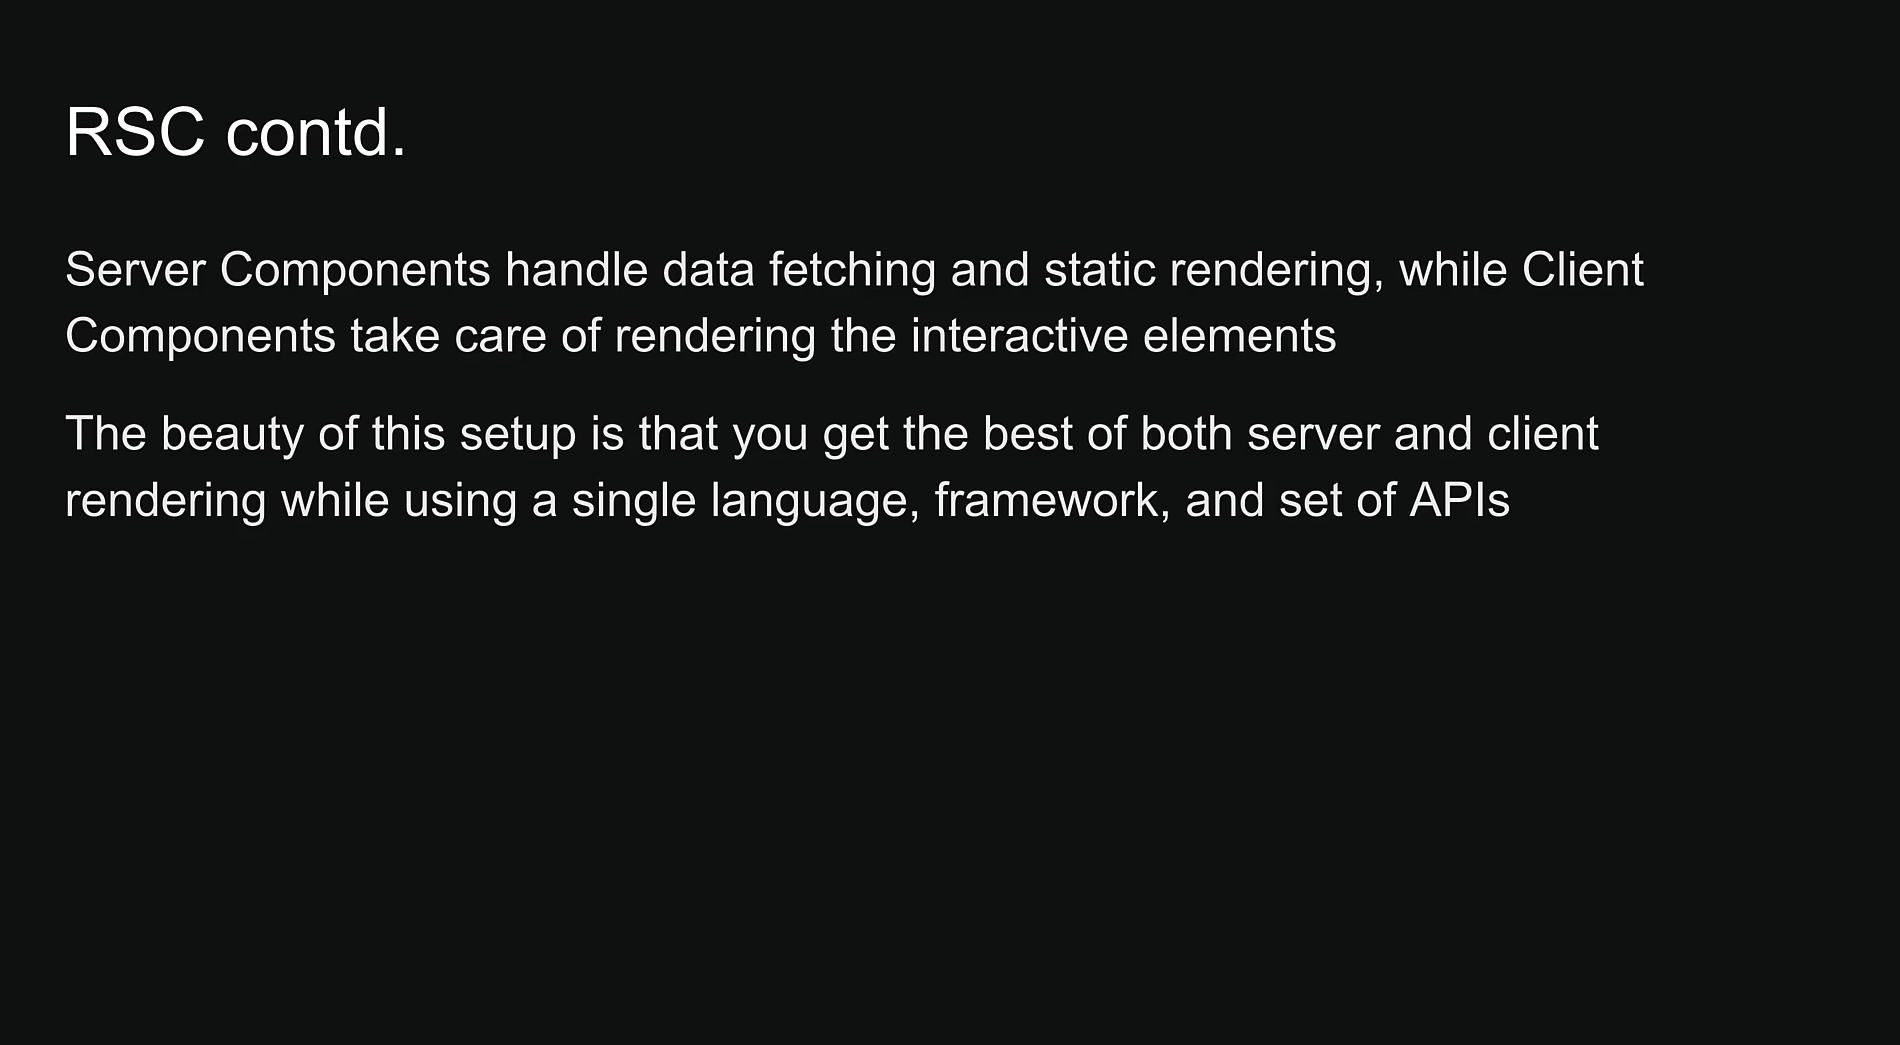 RSC contd.
Server Components handle data fetching and static rendering, while Client
Components take care of rendering the interactive elements
The beauty of this setup is that you get the best of both server and client
rendering while using a single language, framework, and set of APIs